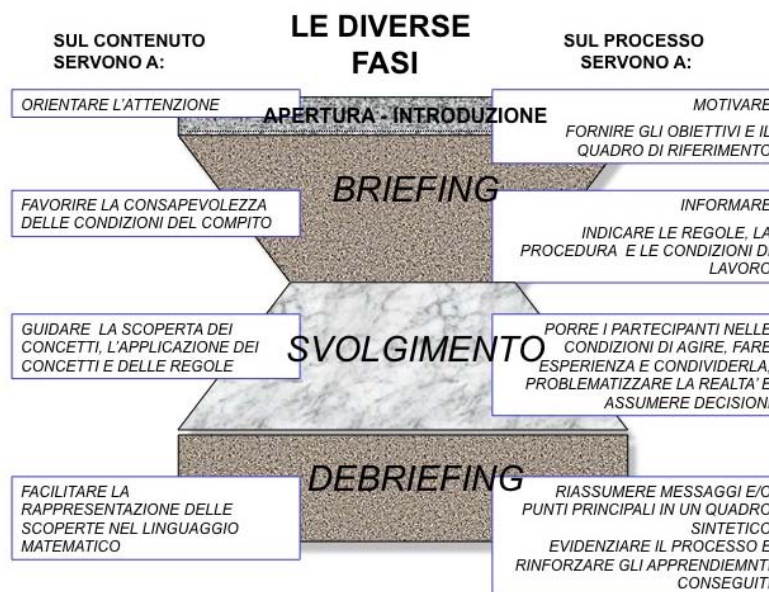 LE DIVERSE
FASI
SUL CONTENUTO
SERVONO A:
SUL PROCESSO
SERVONO A:
ORIENTARE L'ATTENZIONE
APERTURA - INTRODUZIONE
MOTIVARE
FORNIRE GLI OBIETTIVI E IL
QUADRO DI RIFERIMENTO
BRIEFING
FAVORIRE LA CONSAPEVOLEZZA
DELLE CONDIZIONI DEL COMPITO
INFORMARE
INDICARE LE REGOLE, LA
PROCEDURA E LE CONDIZIONI DI
LAVORO
GUIDARE LA SCOPERTA DEI
CONCETTI, L'APPLICAZIONE DEI
CONCETTI E DELLE REGOLE
SVOLGIMENTO
PORRE I PARTECIPANTI NELLE
CONDIZIONI DI AGIRE, FARE
ESPERIENZA E CONDIVIDERLA,
PROBLEMATIZZARE LA REALTA' E
ASSUMERE DECISIONI
DEBRIEFING
FACILITARE LA
RAPPRESENTAZIONE DELLE
SCOPERTE NEL LINGUAGGIO
MATEMATICO
RIASSUMERE MESSAGGI E/O
PUNTI PRINCIPALI IN UN QUADRO
SINTETICO
EVIDENZIARE IL PROCESSO E
RINFORZARE GLI APPRENDIEMNTI
CONSEGUITI